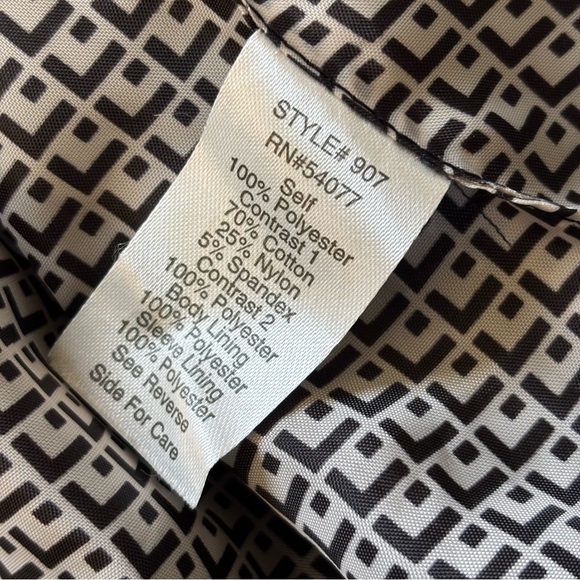 STYLE# 907
RN#54077
Self
100% Polyester
Contrast 1
70% Cotton
25% Nylon
5% Spandex
Contrast 2
100% Polyester
Body Lining
100% Polyester
Sleeve Lining
100% Polyester
See Reverse
Side For Care